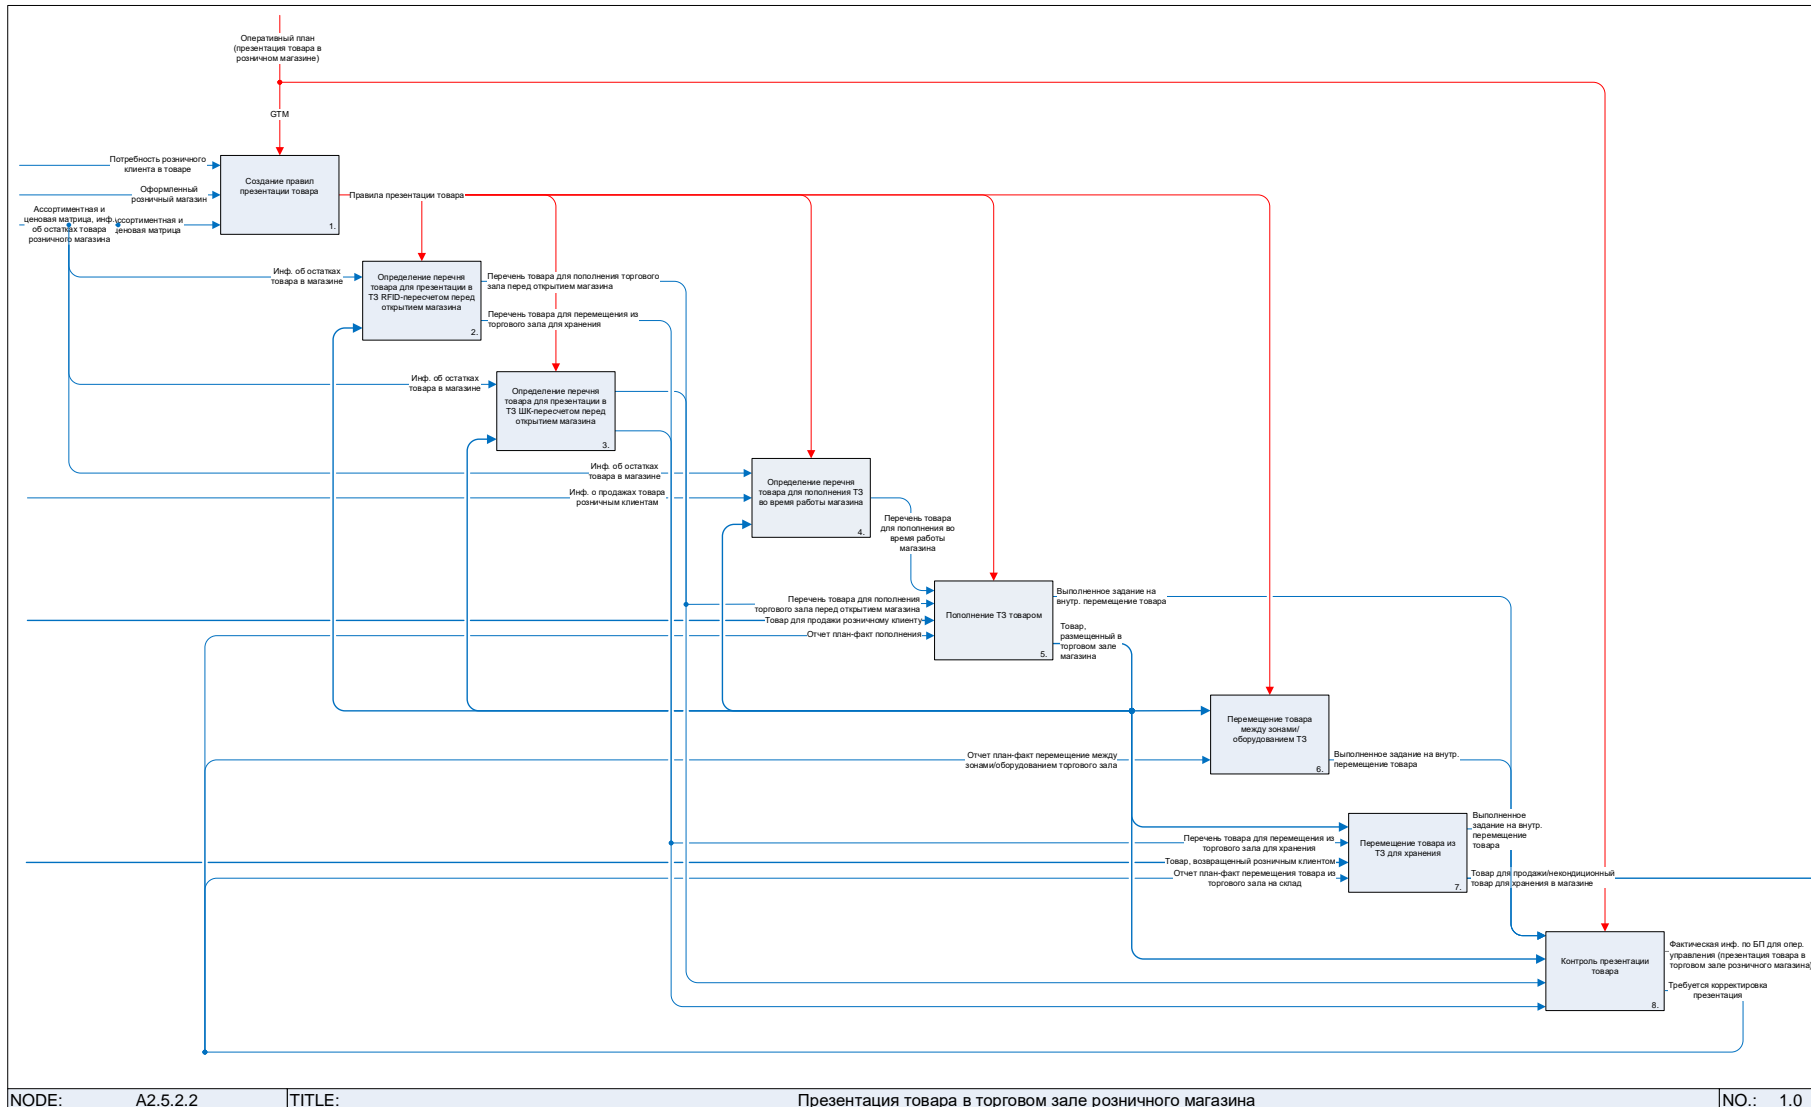 Оперативный план
(презентация товара в
розничном магазине)
GTM
Потребность розничного
клиента в товаре
Оформленный
розничный магазин
Ассортиментная и
ценовая матрица, инф.
об остатках товара
розничного магазина
ссортиментная и
ценовая матрица
Создание правил
презентации товара
1.
Правила презентации товара
Инф. об остатках
товара в магазине
Определение перечня
товара для презентации в
ТЗ RFID-пересчетом перед
открытием магазина
2.
Перечень товара для пополнения торгового
зала перед открытием магазина
Перечень товара для перемещения из
торгового зала для хранения
Инф. об остатках
товара в магазине
Определение перечня
товара для презентации в
ТЗ ШК-пересчетом перед
открытием магазина
3.
Инф. об остатках
товара в магазине
Инф. о продажах товара
розничным клиентам
Определение перечня
товара для пополнения ТЗ
во время работы магазина
4.
Перечень товара
для пополнения во
время работы
магазина
Перечень товара для пополнения
торгового зала перед открытием магазина
Товар для продажи розничному клиенту
Отчет план-факт пополнения
Пополнение ТЗ товаром
5.
Выполненное задание на
внутр. перемещение товара
Товар,
размещенный в
торговом зале
магазина
Перемещение товара
между зонами/
оборудованием ТЗ
6.
Отчет план-факт перемещение между
зонами/оборудованием торгового зала
Выполненное задание на внутр.
перемещение товара
Перечень товара для перемещения из
торгового зала для хранения
Товар, возвращенный розничным клиентом
Отчет план-факт перемещения товара из
торгового зала на склад
Перемещение товара из
ТЗ для хранения
7.
Выполненное
задание на внутр.
перемещение
товара
Товар для продажи/некондиционный
товар для хранения в магазине
Контроль презентации
товара
8.
Фактическая инф. по БП для опер.
управления (презентация товара в
торговом зале розничного магазина)
Требуется корректировка
презентация
NODE: A2.5.2.2 TITLE: Презентация товара в торговом зале розничного магазина NO.: 1.0